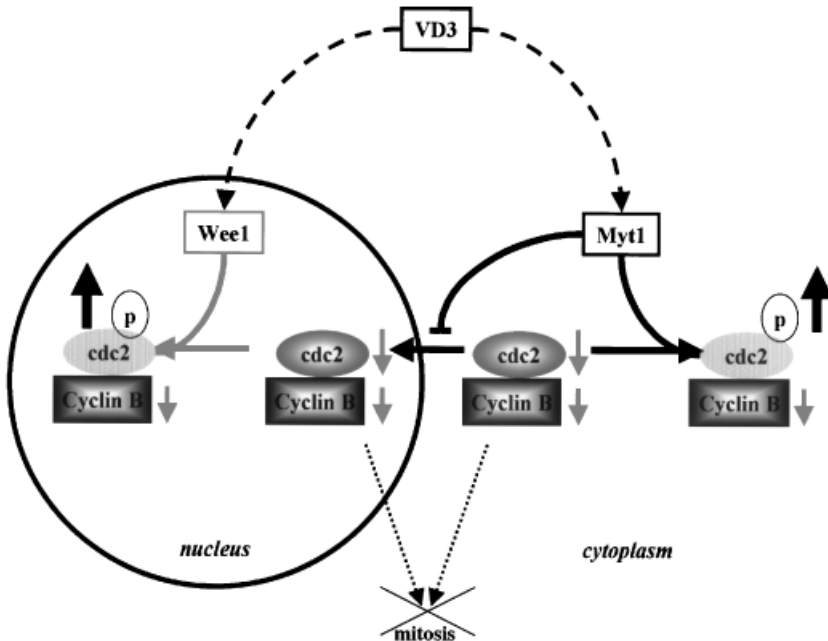 VD3
Wee1
Myt1
p
p
cdc2
cdc2
cdc2
cdc2
Cyclin B
Cyclin B
Cyclin B
Cyclin B
nucleus
cytoplasm
mitosis